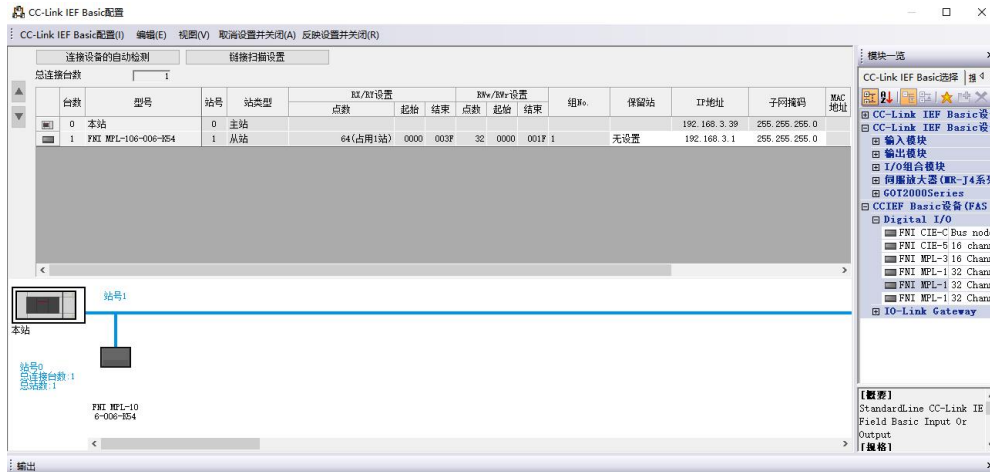 CC-Link IEF Basic配置
CC-Link IEF Basic配置(I) 编辑(E) 视图(V) 取消设置并关闭(A) 反映设置并关闭(R)
连接设备的自动检测 链接扫描设置
总连接台数 1
台数 型号 站号 站类型 RX/RY设置 RWw/RWr设置 组No. 保留站 IP地址 子网掩码 MAC地址
点数 起始 结束 点数 起始 结束
0 本站 0 主站 192.168.3.39 255.255.255.0
1 FNI MPL-106-006-K54 1 从站 64(占用1站) 0000 003F 32 0000 001F 1 无设置 192.168.3.1 255.255.255.0
站号1
本站
站号0
总连接台数:1
总站数:1
FNI MPL-10
6-006-K54
输出
模块一览
CC-Link IEF Basic选择
CC-Link IEF Basic设
CC-Link IEF Basic设
输入模块
输出模块
I/O组合模块
伺服放大器(MR-J4系列
GOT2000Series
CCIEF Basic设备(FAS
Digital I/O
FNI CIE-C Bus node
FNI CIE-5 16 chann
FNI MPL-3 16 Chann
FNI MPL-1 32 Chann
FNI MPL-1 32 Chann
FNI MPL-1 32 Chann
IO-Link Gateway
[概要]
StandardLine CC-Link IE
Field Basic Input Or
Output
[规格]